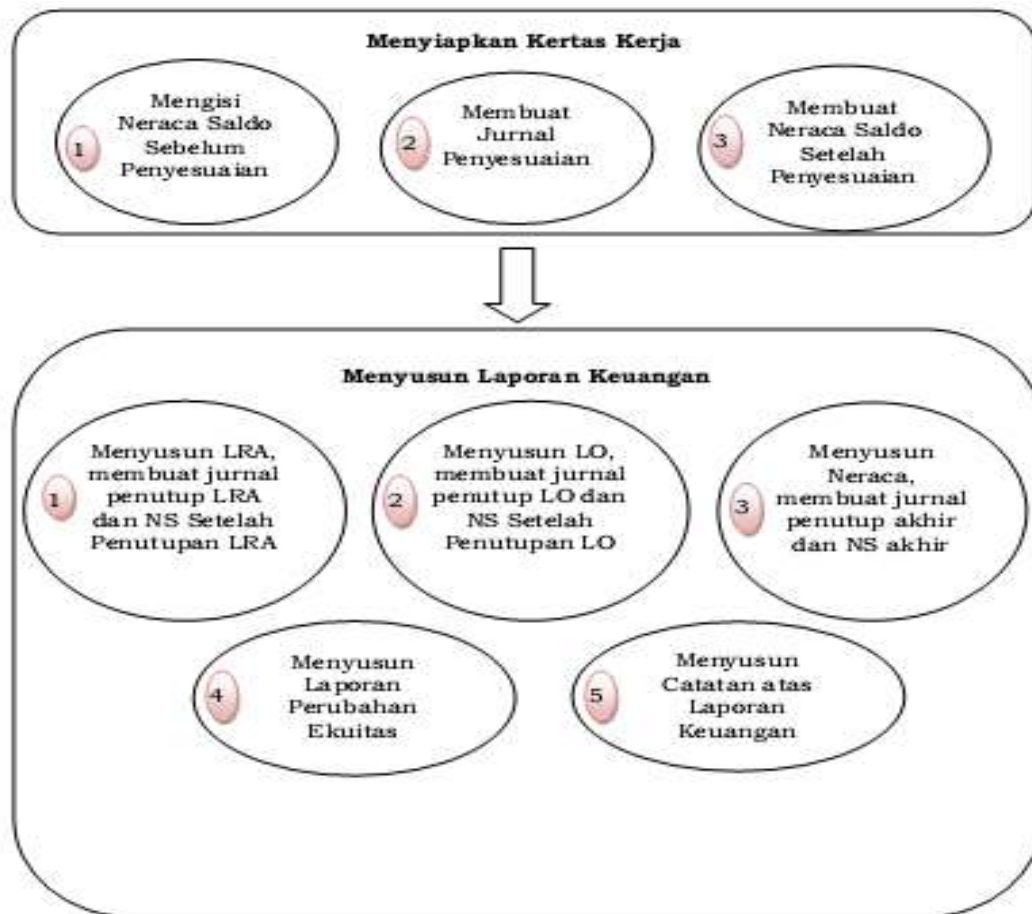 Menyiapkan Kertas Kerja
1
Mengisi
Neraca Saldo
Sebelum
Penyesuaian
2
Membuat
Jurnal
Penyesuaian
3
Membuat
Neraca Saldo
Setelah
Penyesuaian
Menyusun Laporan Keuangan
1
Menyusun LRA,
membuat jurnal
penutup LRA
dan NS Setelah
Penutupan LRA
2
Menyusun LO,
membuat jurnal
penutup LO dan
NS Setelah
Penutupan LO
3
Menyusun
Neraca,
membuat jurnal
penutup akhir
dan NS akhir
4
Menyusun
Laporan
Perubahan
Ekuitas
5
Menyusun
Catatan atas
Laporan
Keuangan